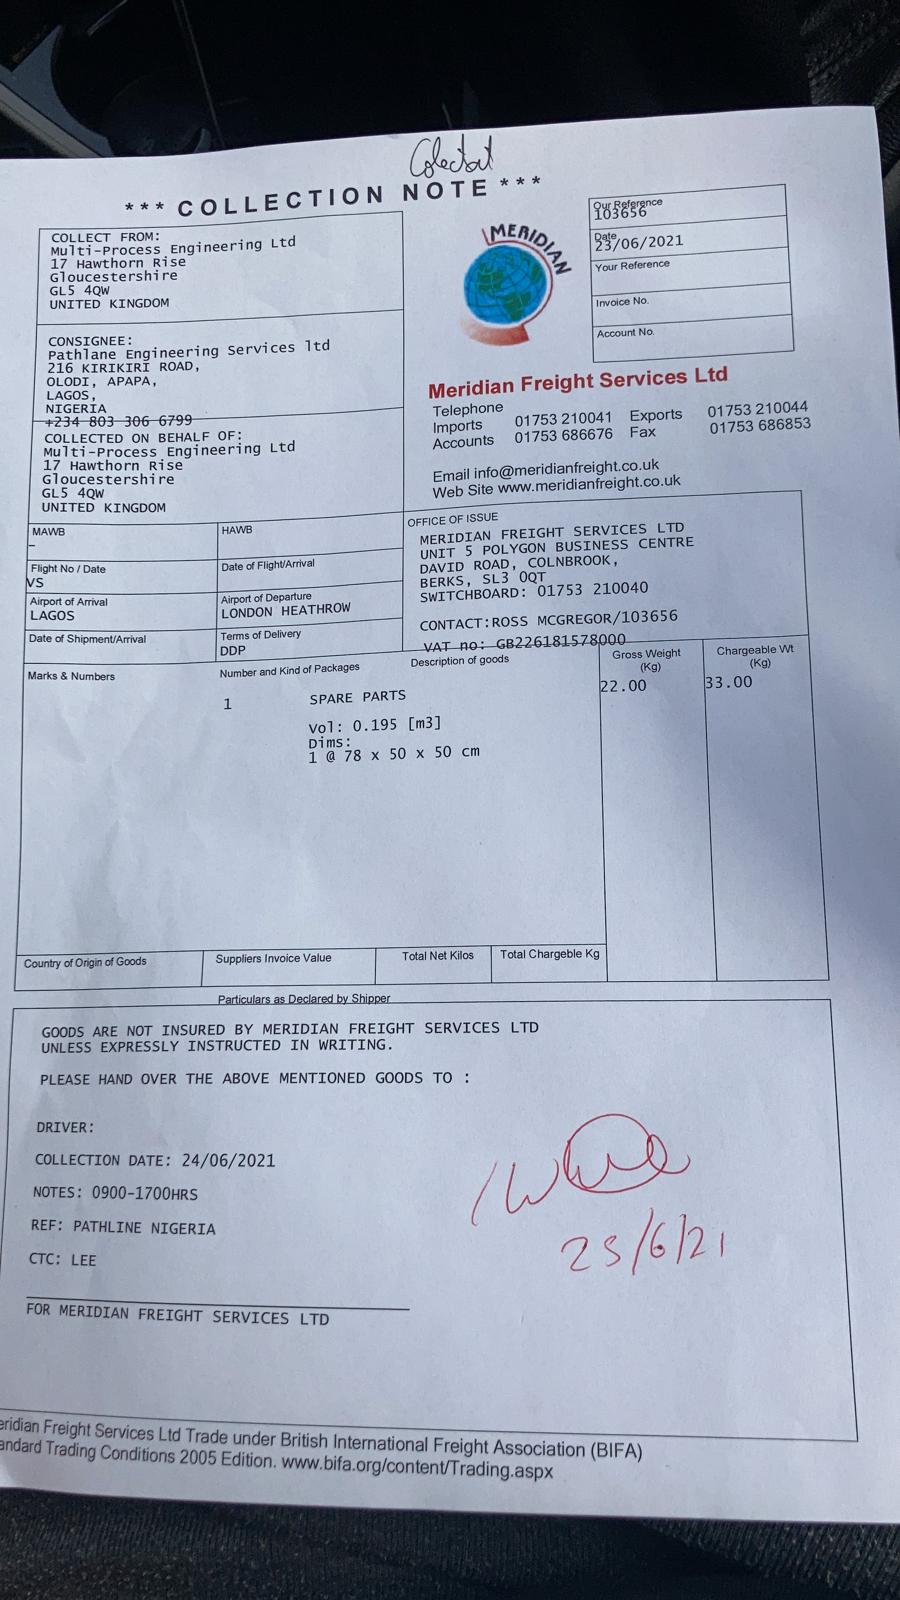 *** COLLECTION NOTE ***
COLLECT FROM:
Multi-Process Engineering Ltd
17 Hawthorn Rise
Gloucestershire
GL5 4QW
UNITED KINGDOM
CONSIGNEE:
Pathlane Engineering Services ltd
216 KIRIKIRI ROAD,
OLODI, APAPA,
LAGOS,
NIGERIA
+234 803 306 6799
COLLECTED ON BEHALF OF:
Multi-Process Engineering Ltd
17 Hawthorn Rise
Gloucestershire
GL5 4QW
UNITED KINGDOM
MERIDIAN
Our Reference
103656
Date
23/06/2021
Your Reference
Invoice No.
Account No.
Meridian Freight Services Ltd
Telephone
Imports 01753 210041 Exports 01753 210044
Accounts 01753 686676 Fax 01753 686853
Email info@meridianfreight.co.uk
Web Site www.meridianfreight.co.uk
MAWB
–
HAWB
Flight No / Date
VS
Date of Flight/Arrival
Airport of Arrival
LAGOS
Airport of Departure
LONDON HEATHROW
Date of Shipment/Arrival
Terms of Delivery
DDP
OFFICE OF ISSUE
MERIDIAN FREIGHT SERVICES LTD
UNIT 5 POLYGON BUSINESS CENTRE
DAVID ROAD, COLNBROOK,
BERKS, SL3 0QT
SWITCHBOARD: 01753 210040
CONTACT:ROSS MCGREGOR/103656
VAT no: GB226181578000
Marks & Numbers
Number and Kind of Packages
Description of goods
Gross Weight
(Kg)
Chargeable Wt
(Kg)
1 SPARE PARTS 22.00 33.00
Vol: 0.195 [m3]
Dims:
1 @ 78 x 50 x 50 cm
Country of Origin of Goods
Suppliers Invoice Value
Total Net Kilos
Total Chargeble Kg
Particulars as Declared by Shipper
GOODS ARE NOT INSURED BY MERIDIAN FREIGHT SERVICES LTD
UNLESS EXPRESSLY INSTRUCTED IN WRITING.
PLEASE HAND OVER THE ABOVE MENTIONED GOODS TO :
DRIVER:
COLLECTION DATE: 24/06/2021
NOTES: 0900-1700HRS
REF: PATHLINE NIGERIA
CTC: LEE
25/6/21
FOR MERIDIAN FREIGHT SERVICES LTD
eridian Freight Services Ltd Trade under British International Freight Association (BIFA)
andard Trading Conditions 2005 Edition. www.bifa.org/content/Trading.aspx